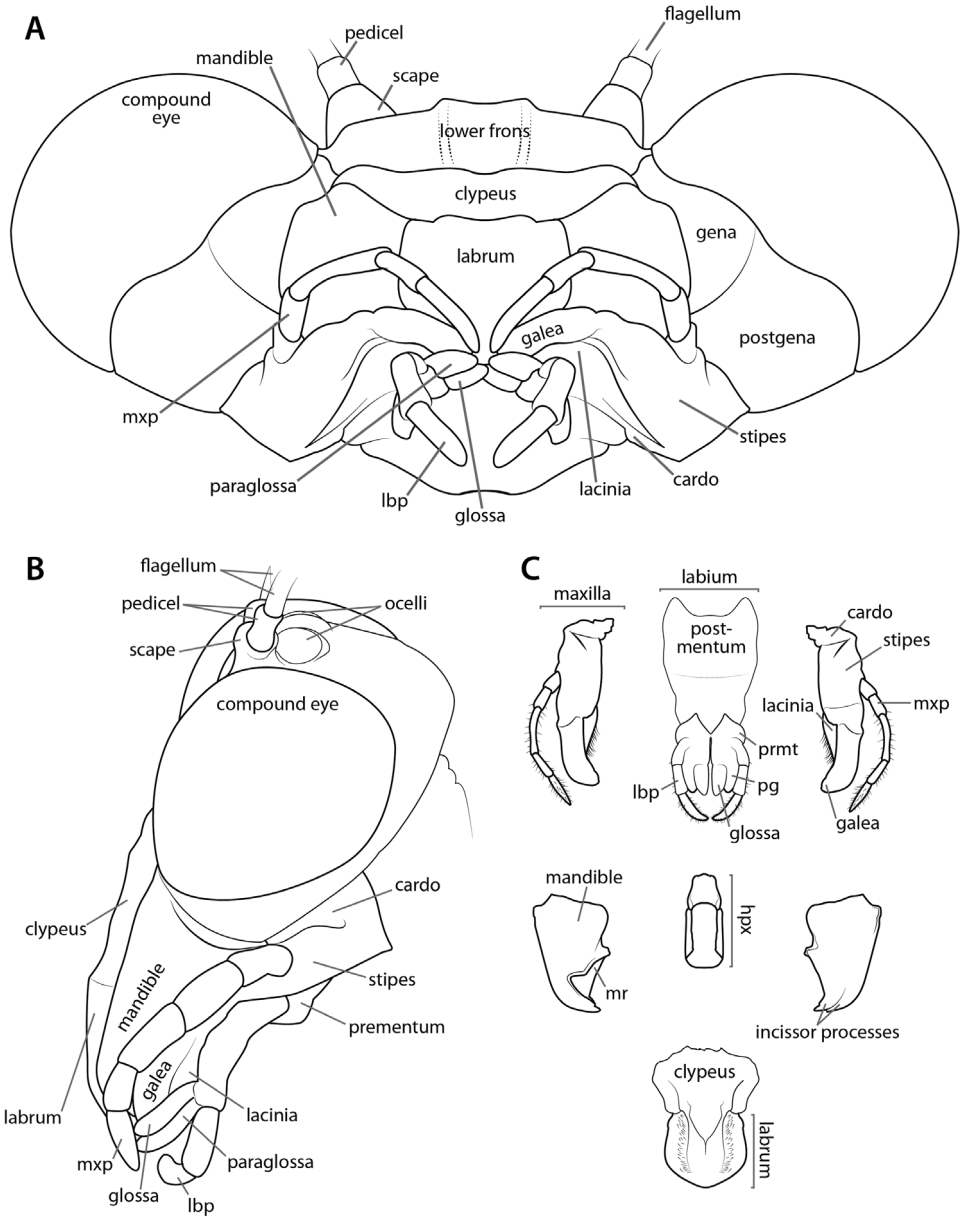 A
flagellum
pedicel
mandible
scape
compound
eye
lower frons
clypeus
gena
labrum
galea
postgena
mxp
stipes
paraglossa
cardo
lacinia
lbp
glossa
B
flagellum
pedicel
ocelli
scape
compound eye
cardo
clypeus
stipes
mandible
prementum
galea
labrum
lacinia
mxp
paraglossa
glossa
lbp
C
labium
maxilla
cardo
post-
mentum
stipes
lacinia
mxp
prmt
lbp
pg
glossa
galea
mandible
hpx
mr
incissor processes
clypeus
labrum